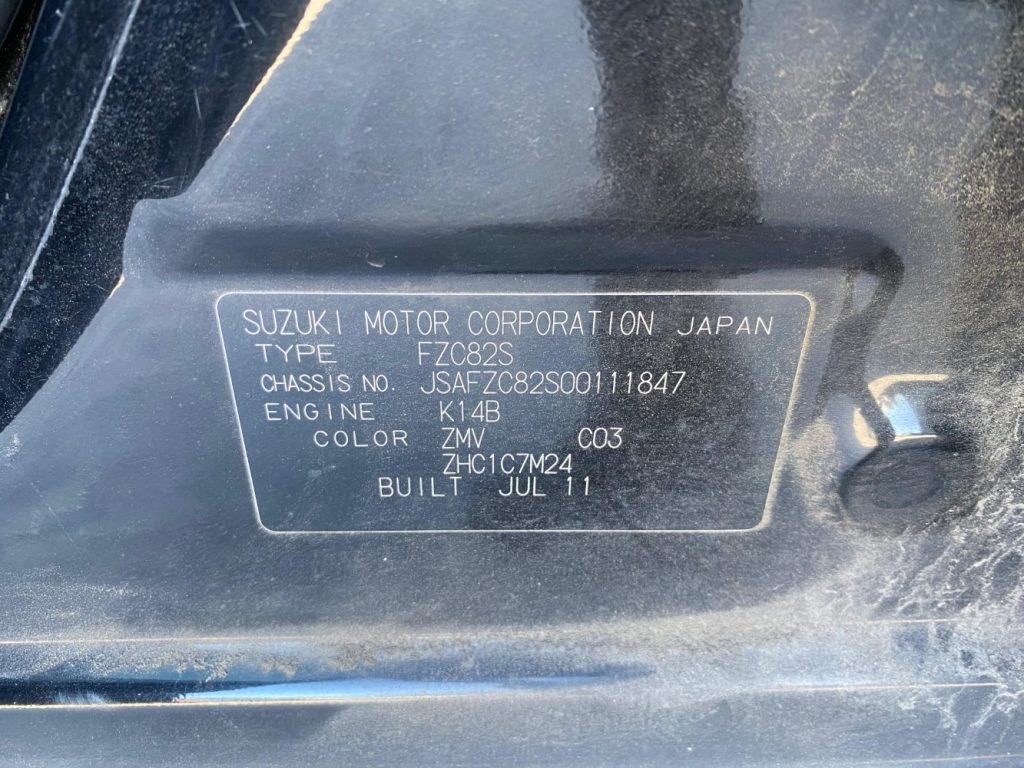 SUZUKI MOTOR CORPORATION JAPAN
TYPE FZC82S
CHASSIS NO. JSAFZC82S00111847
ENGINE K14B
COLOR ZMV C03
ZHC1C7M24
BUILT JUL 11